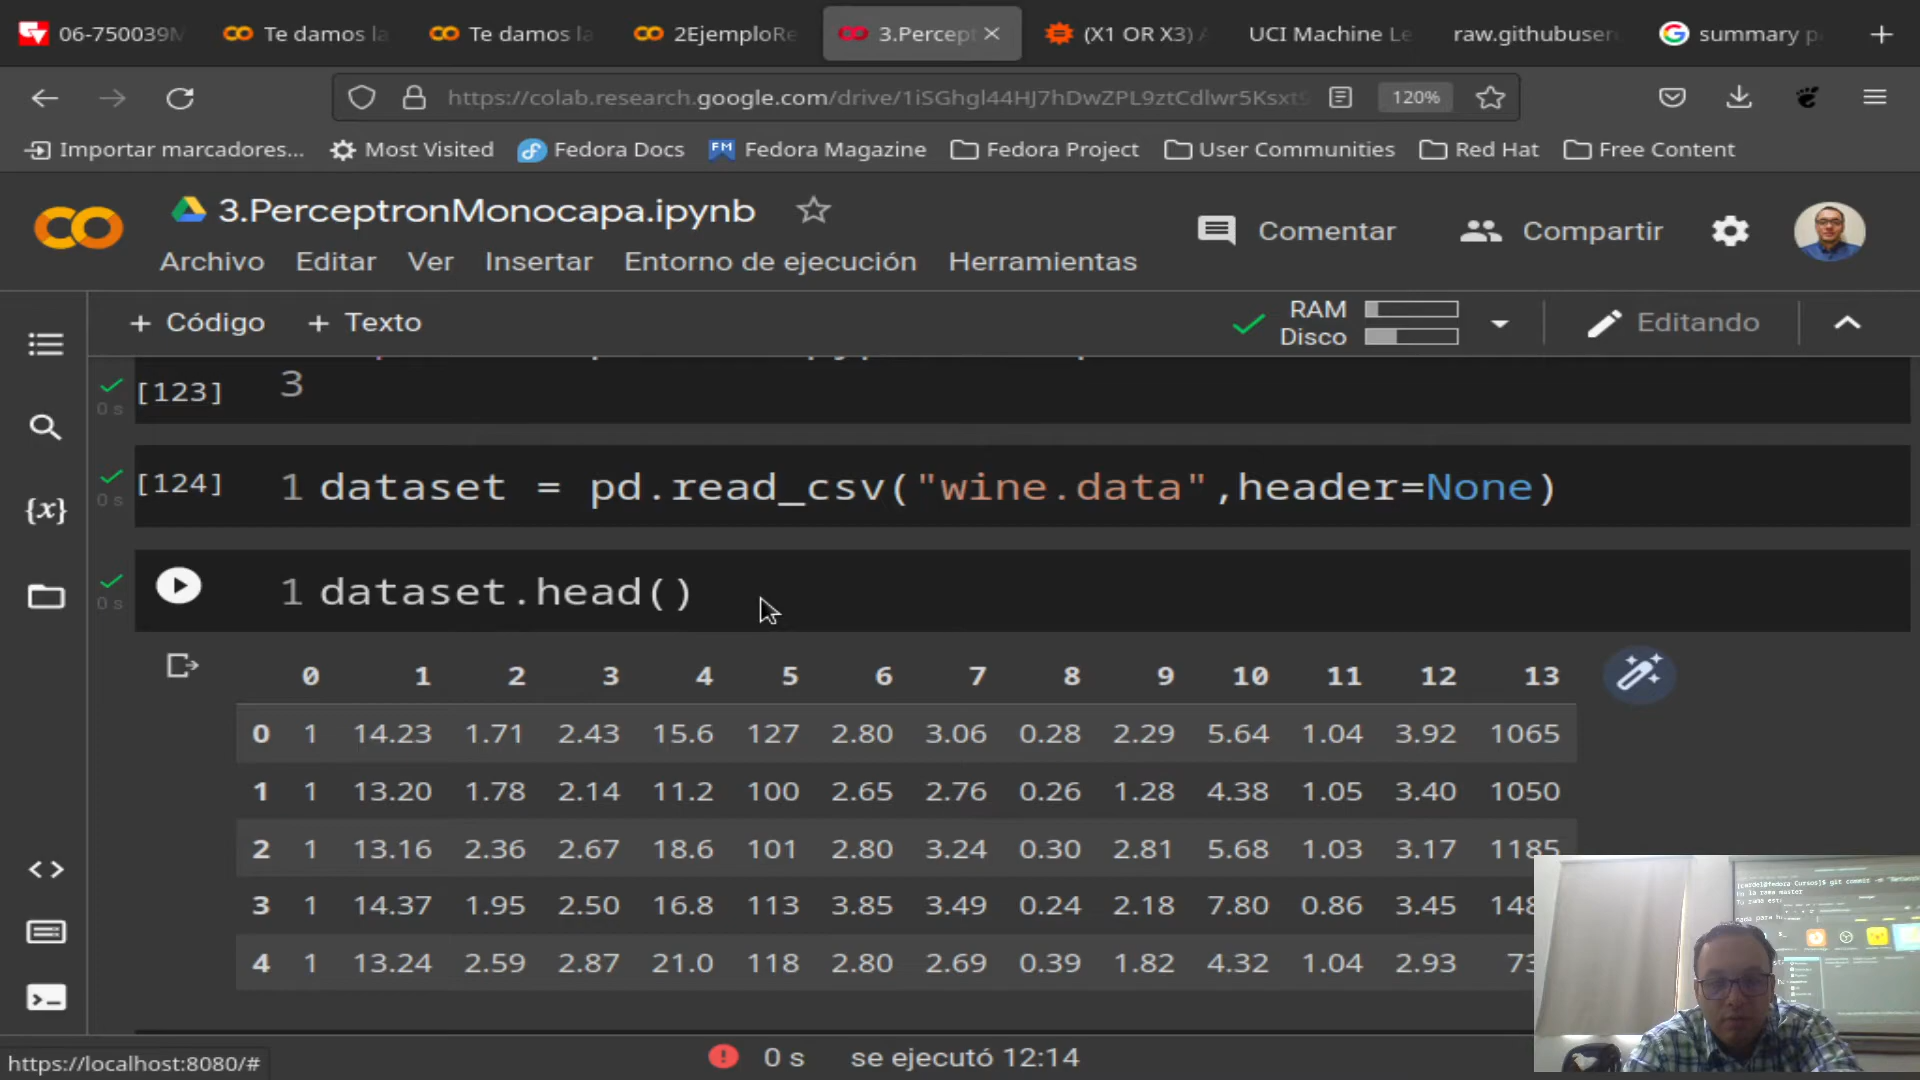 06-750039M
Te damos la
Te damos la
2EjemploRe
3.Percept
(X1 OR X3)
UCI Machine Le
raw.githubuser
summary p
https://colab.research.google.com/drive/1iSGhgl44HJ7hDwZPL9ztCdlwr5Ksxt
120%
Importar marcadores...
Most Visited
Fedora Docs
FM Fedora Magazine
Fedora Project
User Communities
Red Hat
Free Content
3.PerceptronMonocapa.ipynb
Comentar
Compartir
Archivo Editar Ver Insertar Entorno de ejecución Herramientas
+ Código + Texto
RAM
Disco
Editando
[123] 3
0 s
[124] 1 dataset = pd.read_csv("wine.data",header=None)
0 s
1 dataset.head()
0 s
0 1 2 3 4 5 6 7 8 9 10 11 12 13
0 1 14.23 1.71 2.43 15.6 127 2.80 3.06 0.28 2.29 5.64 1.04 3.92 1065
1 1 13.20 1.78 2.14 11.2 100 2.65 2.76 0.26 1.28 4.38 1.05 3.40 1050
2 1 13.16 2.36 2.67 18.6 101 2.80 3.24 0.30 2.81 5.68 1.03 3.17 1185
3 1 14.37 1.95 2.50 16.8 113 3.85 3.49 0.24 2.18 7.80 0.86 3.45 148
4 1 13.24 2.59 2.87 21.0 118 2.80 2.69 0.39 1.82 4.32 1.04 2.93 73
{x}
https://localhost:8080/#
0 s se ejecutó 12:14